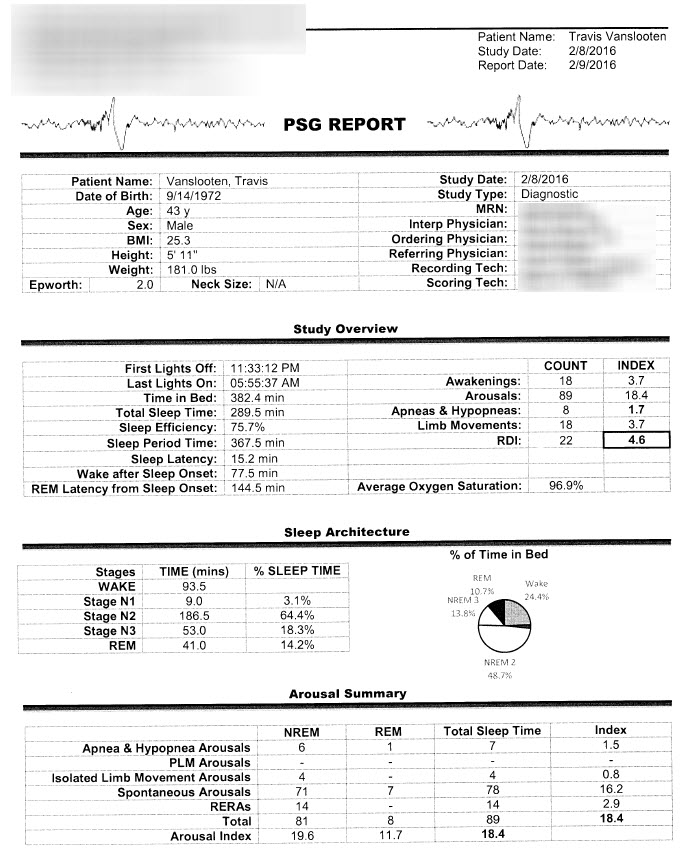 Patient Name: Travis Vanslooten
Study Date: 2/8/2016
Report Date: 2/9/2016
PSG REPORT
Patient Name: Vanslooten, Travis Study Date: 2/8/2016
Date of Birth: 9/14/1972 Study Type: Diagnostic
Age: 43 y MRN:
Sex: Male Interp Physician:
BMI: 25.3 Ordering Physician:
Height: 5' 11" Referring Physician:
Weight: 181.0 lbs Recording Tech:
Epworth: 2.0 Neck Size: N/A Scoring Tech:
Study Overview
First Lights Off: 11:33:12 PM COUNT INDEX
Last Lights On: 05:55:37 AM Awakenings: 18 3.7
Time in Bed: 382.4 min Arousals: 89 18.4
Total Sleep Time: 289.5 min Apneas & Hypopneas: 8 1.7
Sleep Efficiency: 75.7% Limb Movements: 18 3.7
Sleep Period Time: 367.5 min RDI: 22 4.6
Sleep Latency: 15.2 min
Wake after Sleep Onset: 77.5 min
REM Latency from Sleep Onset: 144.5 min Average Oxygen Saturation: 96.9%
Sleep Architecture
% of Time in Bed
Stages TIME (mins) % SLEEP TIME
WAKE 93.5
Stage N1 9.0 3.1%
Stage N2 186.5 64.4%
Stage N3 53.0 18.3%
REM 41.0 14.2%
REM
10.7%
Wake
24.4%
NREM 3
13.8%
NREM 2
48.7%
Arousal Summary
NREM REM Total Sleep Time Index
Apnea & Hypopnea Arousals 6 1 7 1.5
PLM Arousals - - - -
Isolated Limb Movement Arousals 4 - 4 0.8
Spontaneous Arousals 71 7 78 16.2
RERAs 14 - 14 2.9
Total 81 8 89 18.4
Arousal Index 19.6 11.7 18.4